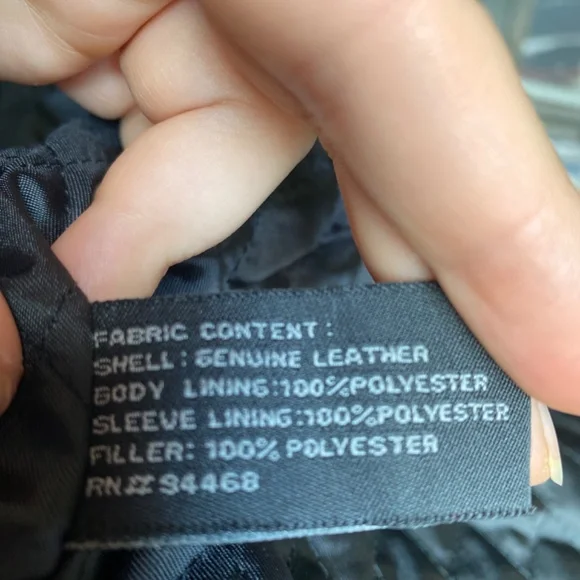 FABRIC CONTENT:
SHELL: GENUINE LEATHER
BODY LINING:100%POLYESTER
SLEEVE LINING:100%POLYESTER
FILLER: 100% POLYESTER
RN# 94468